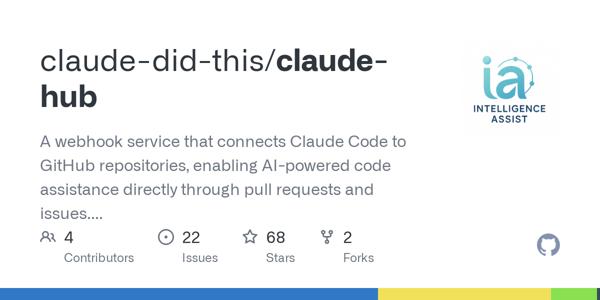 claude-did-this/claude-
hub
ia
INTELLIGENCE
ASSIST
A webhook service that connects Claude Code to
GitHub repositories, enabling AI-powered code
assistance directly through pull requests and
issues....
4
Contributors
22
Issues
68
Stars
2
Forks